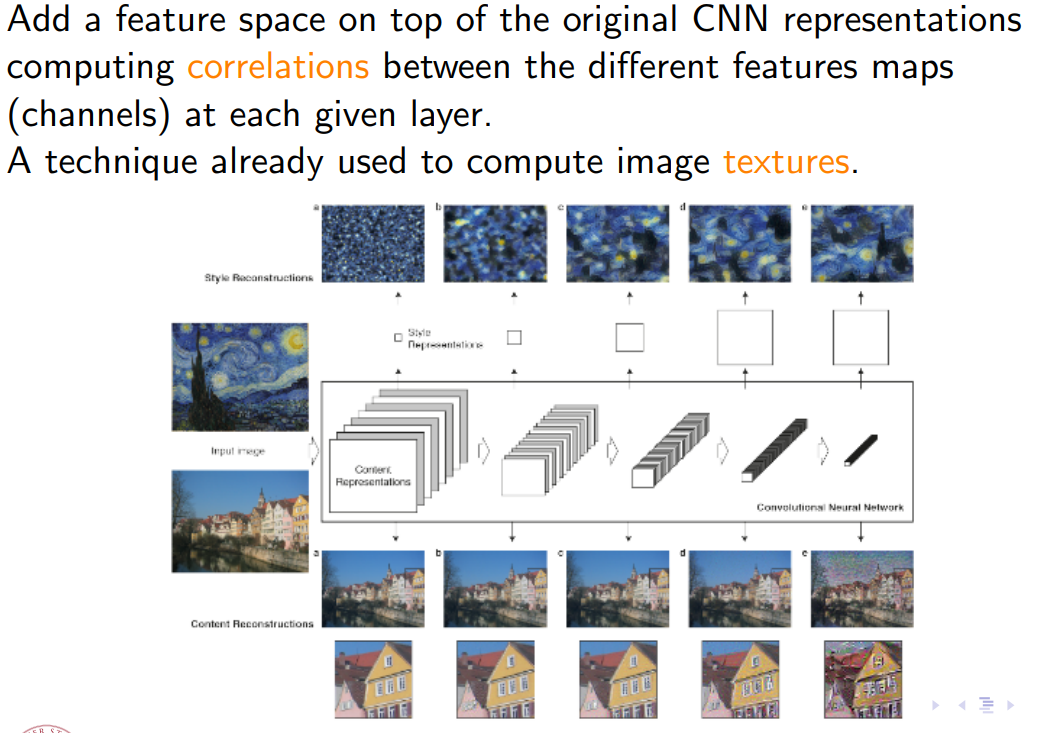 Add a feature space on top of the original CNN representations
computing correlations between the different features maps
(channels) at each given layer.
A technique already used to compute image textures.
a b c d e
Style Reconstructions
Style
Representations
Input image
Content
Representations
Convolutional Neural Network
a b c d e
Content Reconstructions